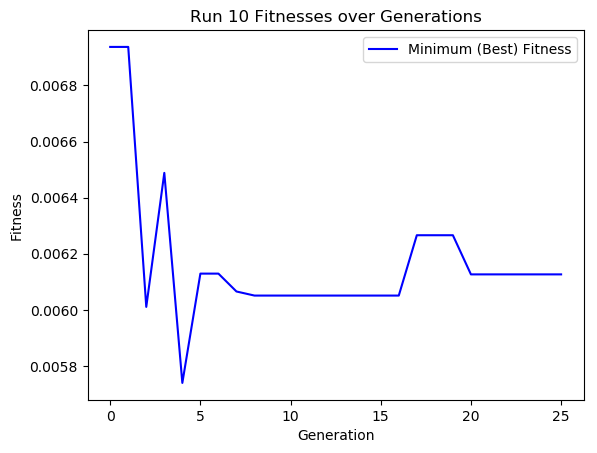 Run 10 Fitnesses over Generations
Minimum (Best) Fitness
Fitness
0.0068
0.0066
0.0064
0.0062
0.0060
0.0058
0 5 10 15 20 25
Generation